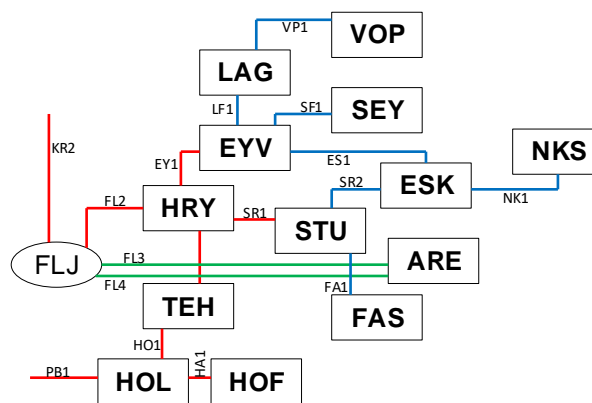 VP1
VOP
LAG
LF1
SF1
SEY
KR2
EY1
EYV
ES1
NKS
FL2
HRY
SR1
SR2
ESK
NK1
STU
FLJ
FL3
FL4
ARE
TEH
FA1
FAS
HO1
PB1
HOL
HA1
HOF